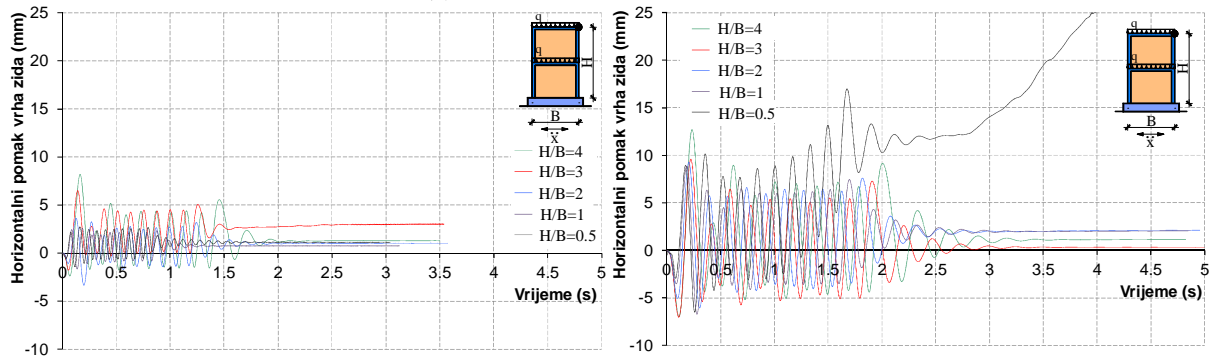 Horizontalni pomak vrha zida (mm)
25
20
15
10
5
0
-5
-10
0 0.5 1 1.5 2 2.5 3 3.5 4 4.5 5
Vrijeme (s)
q
q
H
B
ẍ
H/B=4
H/B=3
H/B=2
H/B=1
H/B=0.5
Horizontalni pomak vrha zida (mm)
25
20
15
10
5
0
-5
-10
0 0.5 1 1.5 2 2.5 3 3.5 4 4.5 5
Vrijeme (s)
H/B=4
H/B=3
H/B=2
H/B=1
H/B=0.5
q
q
H
B
ẍ